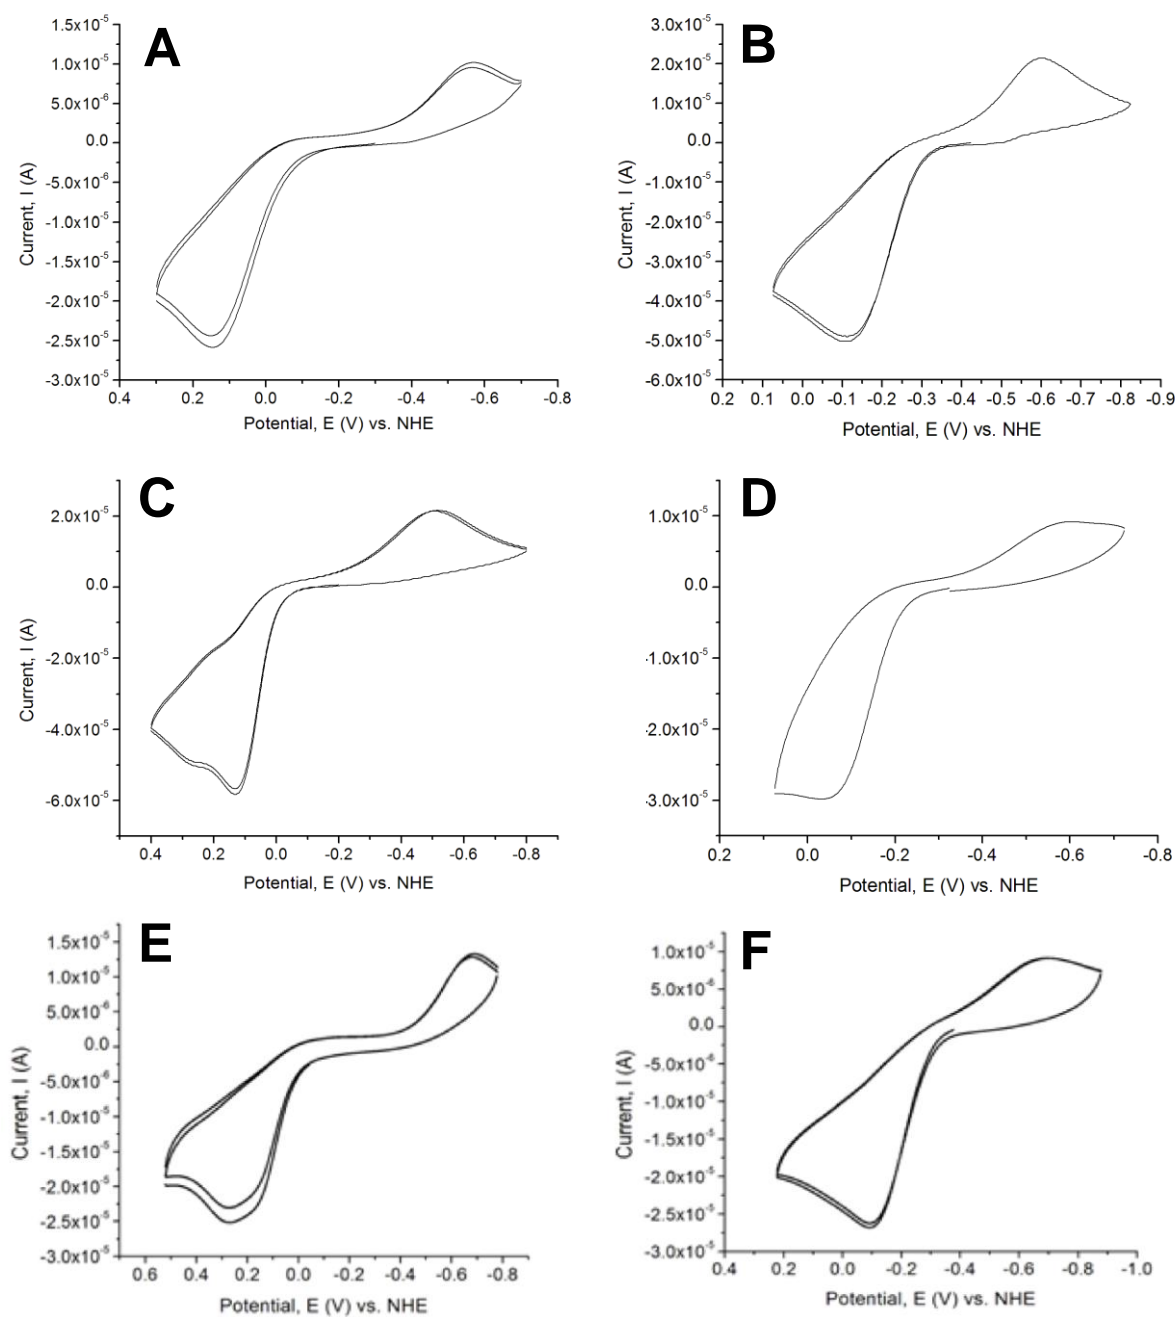 A
1.5x10⁻⁵
1.0x10⁻⁵
5.0x10⁻⁶
0.0
-5.0x10⁻⁶
-1.0x10⁻⁵
-1.5x10⁻⁵
-2.0x10⁻⁵
-2.5x10⁻⁵
-3.0x10⁻⁵
Current, I (A)
0.4 0.2 0.0 -0.2 -0.4 -0.6 -0.8
Potential, E (V) vs. NHE
B
3.0x10⁻⁵
2.0x10⁻⁵
1.0x10⁻⁵
0.0
-1.0x10⁻⁵
-2.0x10⁻⁵
-3.0x10⁻⁵
-4.0x10⁻⁵
-5.0x10⁻⁵
-6.0x10⁻⁵
Current, I (A)
0.2 0.1 0.0 -0.1 -0.2 -0.3 -0.4 -0.5 -0.6 -0.7 -0.8 -0.9
Potential, E (V) vs. NHE
C
2.0x10⁻⁵
0.0
-2.0x10⁻⁵
-4.0x10⁻⁵
-6.0x10⁻⁵
Current, I (A)
0.4 0.2 0.0 -0.2 -0.4 -0.6 -0.8
Potential, E (V) vs. NHE
D
1.0x10⁻⁵
0.0
1.0x10⁻⁵
2.0x10⁻⁵
3.0x10⁻⁵
0.2 0.0 -0.2 -0.4 -0.6 -0.8
Potential, E (V) vs. NHE
E
1.5x10⁻⁵
1.0x10⁻⁵
5.0x10⁻⁶
0.0
-5.0x10⁻⁶
-1.0x10⁻⁵
-1.5x10⁻⁵
-2.0x10⁻⁵
-2.5x10⁻⁵
-3.0x10⁻⁵
Current, I (A)
0.6 0.4 0.2 0.0 -0.2 -0.4 -0.6 -0.8
Potential, E (V) vs. NHE
F
1.0x10⁻⁵
5.0x10⁻⁶
0.0
-5.0x10⁻⁶
-1.0x10⁻⁵
-1.5x10⁻⁵
-2.0x10⁻⁵
-2.5x10⁻⁵
-3.0x10⁻⁵
Current, I (A)
0.4 0.2 0.0 -0.2 -0.4 -0.6 -0.8 -1.0
Potential, E (V) vs. NHE